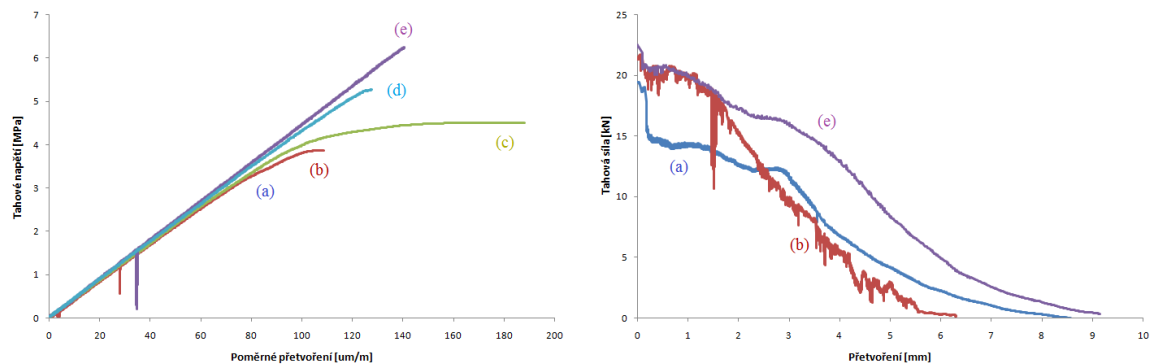 Tahové napětí [MPa]
7
6
5
4
3
2
1
0
0 20 40 60 80 100 120 140 160 180 200
Poměrné přetvoření [um/m]
(e)
(d)
(c)
(b)
(a)
Tahová síla[kN]
25
20
15
10
5
0
0 1 2 3 4 5 6 7 8 9 10
Přetvoření [mm]
(e)
(a)
(b)